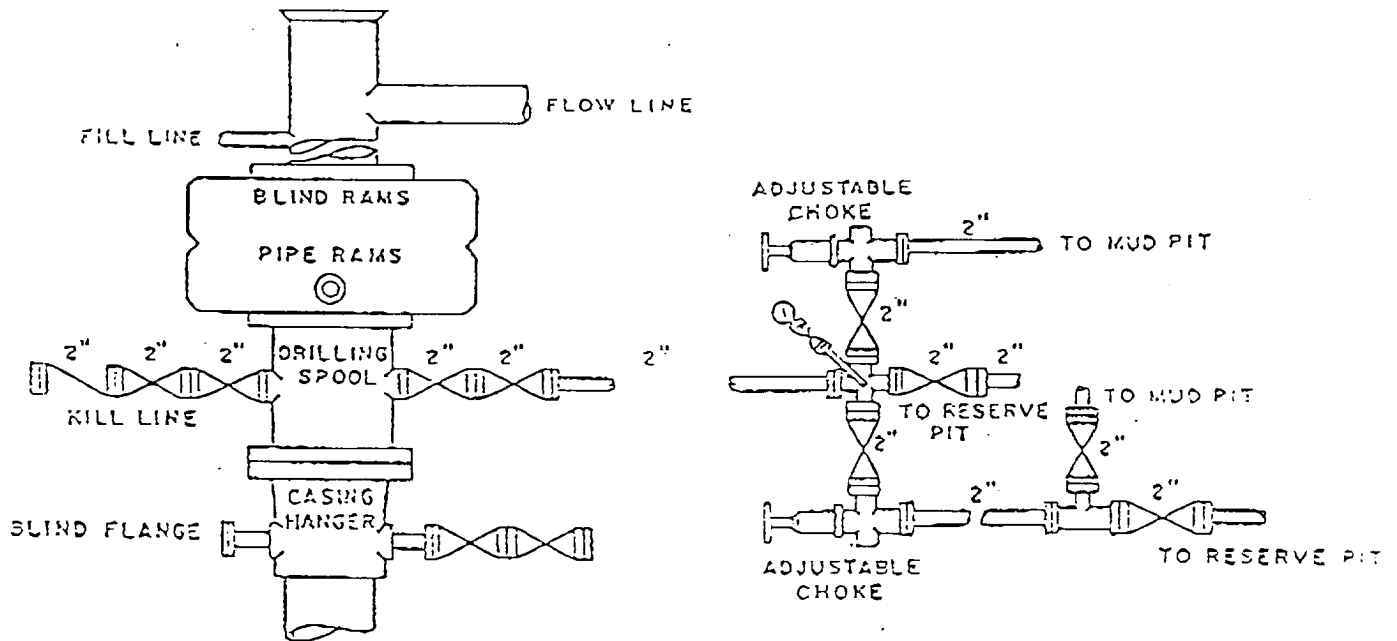 FLOW LINE
FILL LINE
BLIND RAMS
PIPE RAMS
2" 2" 2"
DRILLING
SPOOL
2" 2" 2"
KILL LINE
CASING
HANGER
BLIND FLANGE
ADJUSTABLE
CHOKE
2"
TO MUD PIT
2"
2" 2"
TO RESERVE
PIT
TO MUD PIT
2"
2"
2"
2"
TO RESERVE PIT
ADJUSTABLE
CHOKE